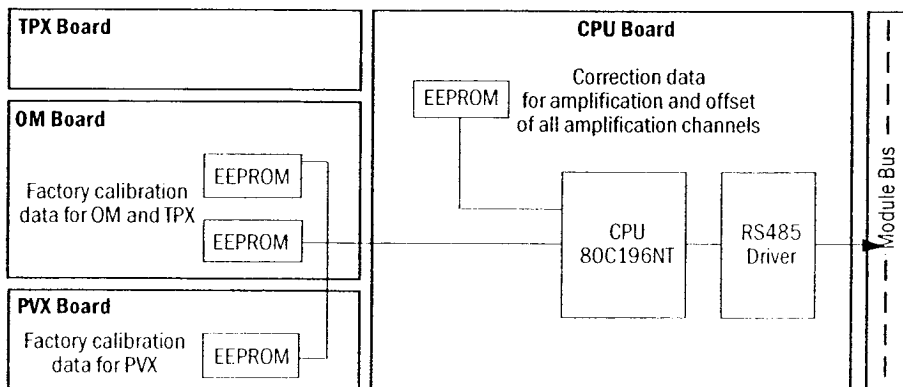 TPX Board
CPU Board
EEPROM
Correction data
for amplification and offset
of all amplification channels
OM Board
EEPROM
Factory calibration
data for OM and TPX
EEPROM
CPU
80C196NT
RS485
Driver
Module Bus
PVX Board
Factory calibration
data for PVX
EEPROM